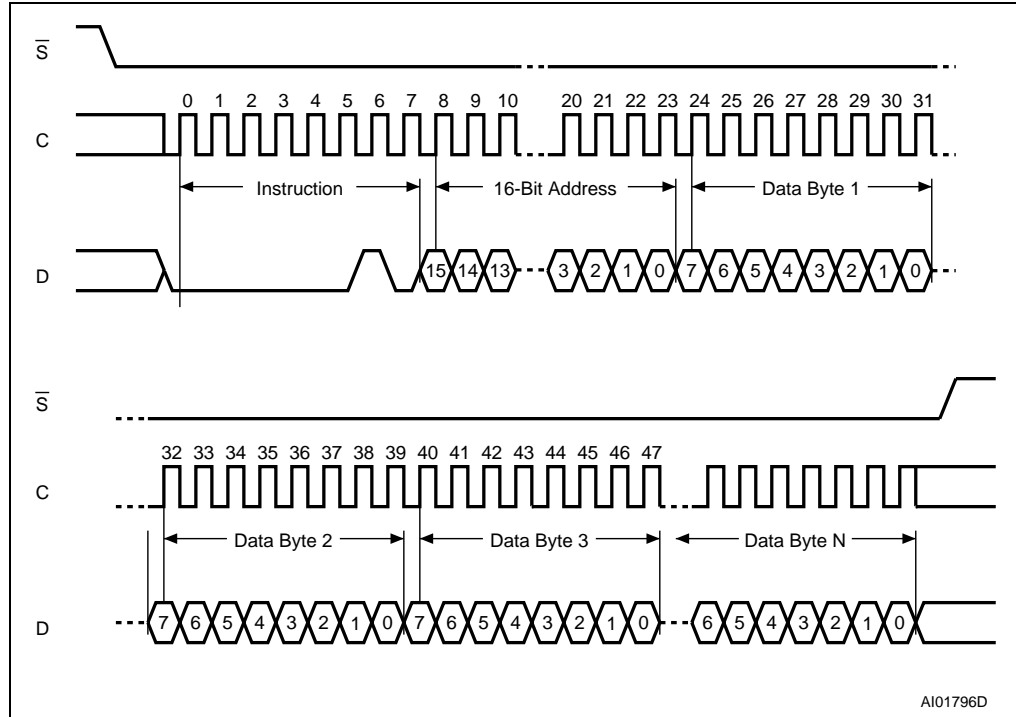 S
0 1 2 3 4 5 6 7 8 9 10 20 21 22 23 24 25 26 27 28 29 30 31
C
Instruction 16-Bit Address Data Byte 1
D 15 14 13 3 2 1 0 7 6 5 4 3 2 1 0
S
32 33 34 35 36 37 38 39 40 41 42 43 44 45 46 47
C
Data Byte 2 Data Byte 3 Data Byte N
D 7 6 5 4 3 2 1 0 7 6 5 4 3 2 1 0 6 5 4 3 2 1 0
AI01796D